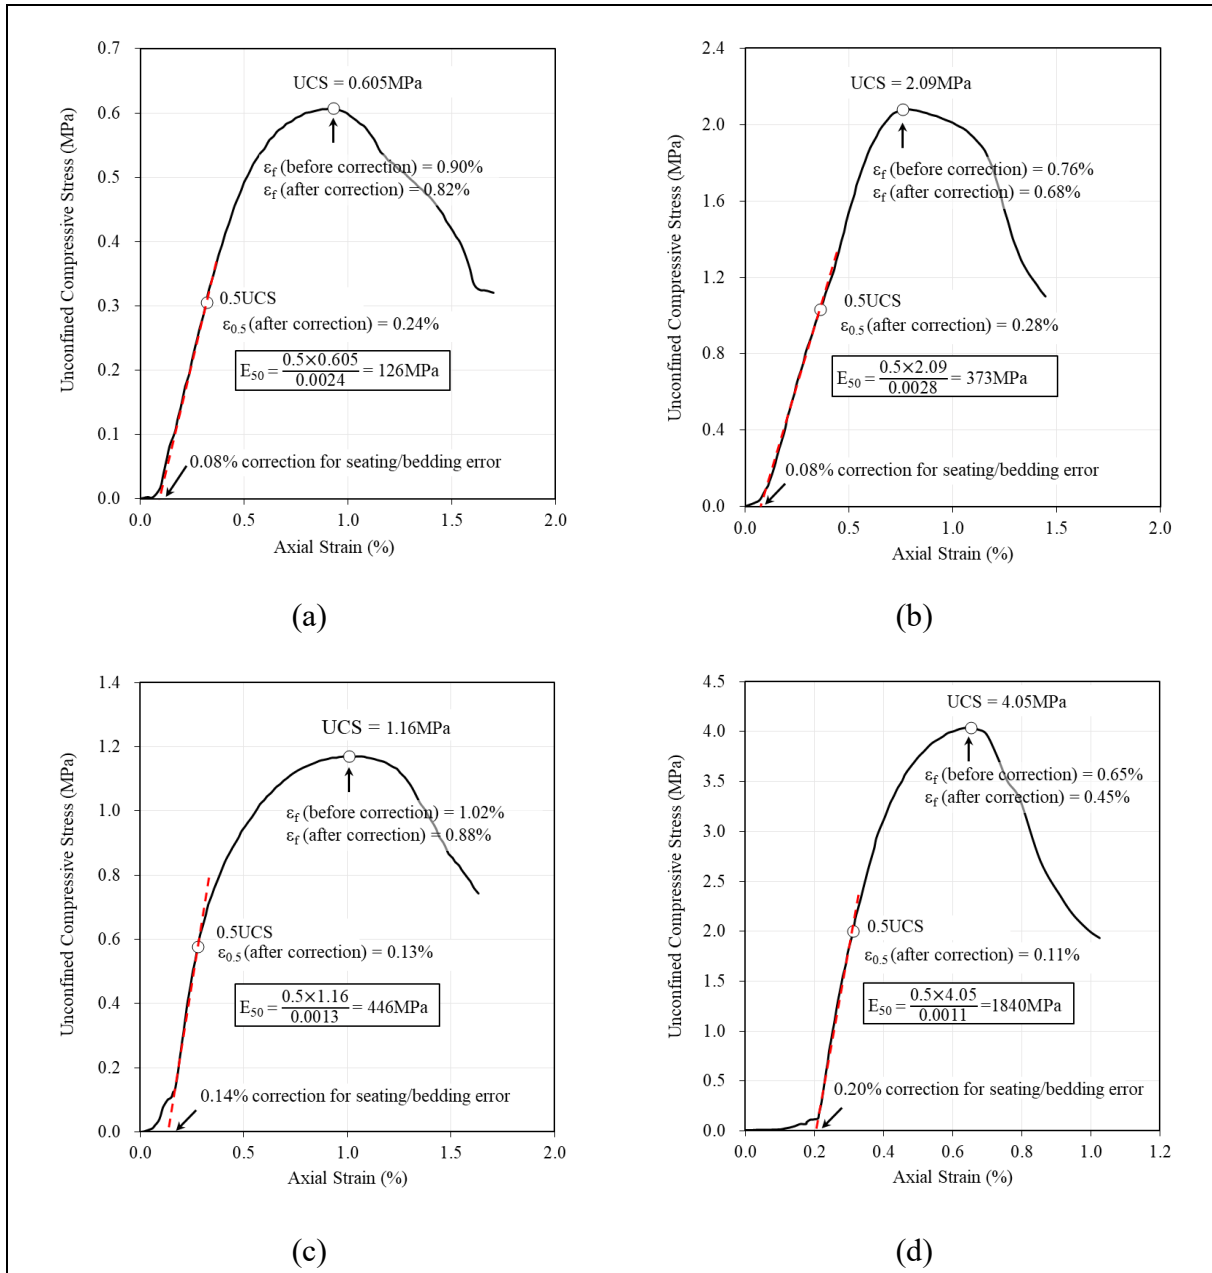 Unconfined Compressive Stress (MPa)
0.7
0.6
0.5
0.4
0.3
0.2
0.1
0.0
UCS = 0.605MPa
εf (before correction) = 0.90%
εf (after correction) = 0.82%
0.5UCS
ε0.5 (after correction) = 0.24%
E50 = 0.5×0.605 / 0.0024 = 126MPa
0.08% correction for seating/bedding error
0.0 0.5 1.0 1.5 2.0
Axial Strain (%)
(a)
Unconfined Compressive Stress (MPa)
2.4
2.0
1.6
1.2
0.8
0.4
0.0
UCS = 2.09MPa
εf (before correction) = 0.76%
εf (after correction) = 0.68%
0.5UCS
ε0.5 (after correction) = 0.28%
E50 = 0.5×2.09 / 0.0028 = 373MPa
0.08% correction for seating/bedding error
0.0 0.5 1.0 1.5 2.0
Axial Strain (%)
(b)
Unconfined Compressive Stress (MPa)
1.4
1.2
1.0
0.8
0.6
0.4
0.2
0.0
UCS = 1.16MPa
εf (before correction) = 1.02%
εf (after correction) = 0.88%
0.5UCS
ε0.5 (after correction) = 0.13%
E50 = 0.5×1.16 / 0.0013 = 446MPa
0.14% correction for seating/bedding error
0.0 0.5 1.0 1.5 2.0
Axial Strain (%)
(c)
Unconfined Compressive Stress (MPa)
4.5
4.0
3.5
3.0
2.5
2.0
1.5
1.0
0.5
0.0
UCS = 4.05MPa
εf (before correction) = 0.65%
εf (after correction) = 0.45%
0.5UCS
ε0.5 (after correction) = 0.11%
E50 = 0.5×4.05 / 0.0011 =1840MPa
0.20% correction for seating/bedding error
0.0 0.2 0.4 0.6 0.8 1.0 1.2
Axial Strain (%)
(d)